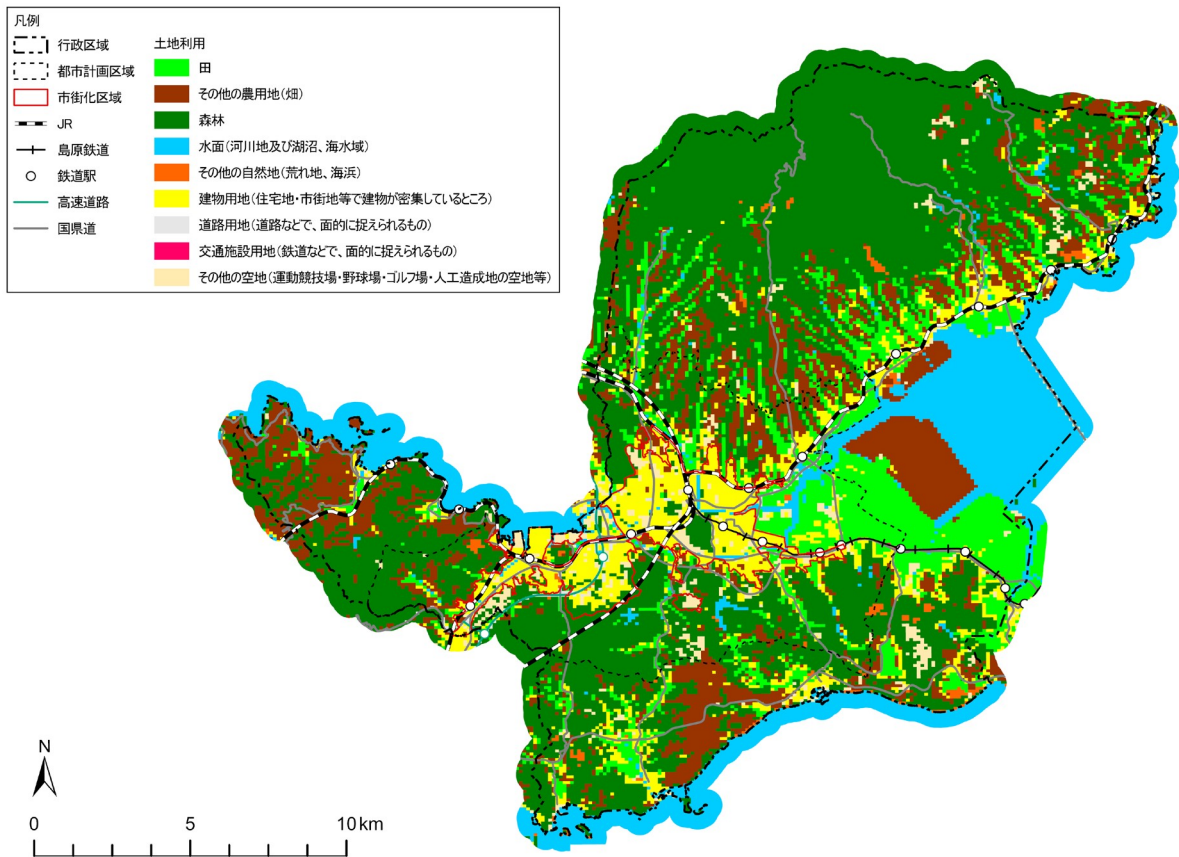 凡例
行政区域
都市計画区域
市街化区域
JR
島原鉄道
鉄道駅
高速道路
国県道
土地利用
田
その他の農用地(畑)
森林
水面(河川地及び湖沼、海水域)
その他の自然地(荒れ地、海浜)
建物用地(住宅地・市街地等で建物が密集しているところ)
道路用地(道路などで、面的に捉えられるもの)
交通施設用地(鉄道などで、面的に捉えられるもの)
その他の空地(運動競技場・野球場・ゴルフ場・人工造成地の空地等)
N
0 5 10km